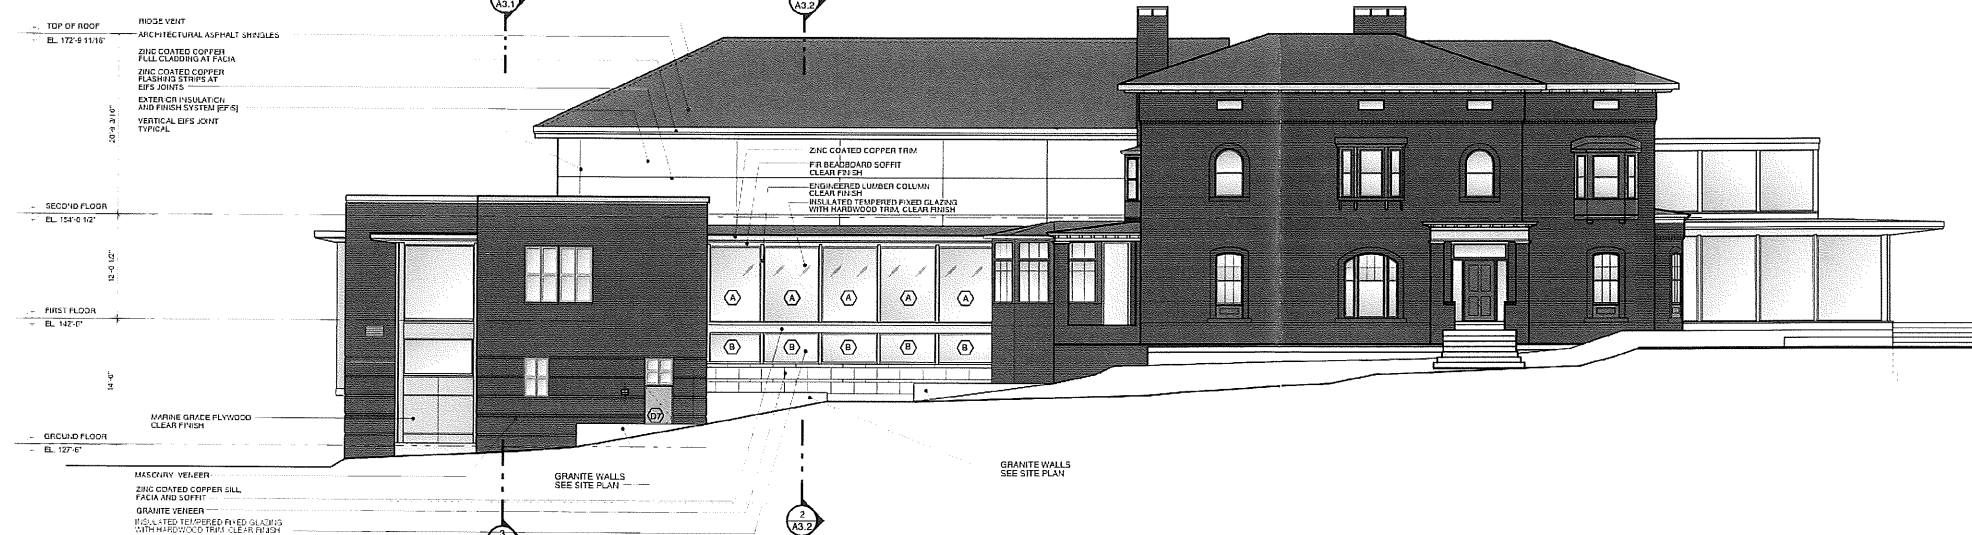 A3.1
A3.2
TOP OF ROOF
EL. 172'-9 11/16"
RIDGE VENT
ARCHITECTURAL ASPHALT SHINGLES
ZINC COATED COPPER
FULL CLADDING AT FACIA
ZINC COATED COPPER
FLASHING STRIPS AT
EIFS JOINTS
EXTERIOR INSULATION
AND FINISH SYSTEM [EFIS]
VERTICAL EIFS JOINT
TYPICAL
ZINC COATED COPPER TRIM
FIR BEADBOARD SOFFIT
CLEAR FINISH
ENGINEERED LUMBER COLUMN
CLEAR FINISH
INSULATED TEMPERED FIXED GLAZING
WITH HARDWOOD TRIM, CLEAR FINISH
SECOND FLOOR
EL. 154'-0 1/2"
12'-0 1/2"
A A A A A
FIRST FLOOR
EL. 142'-0"
B B B B B
14'-6"
D7
MARINE GRADE PLYWOOD
CLEAR FINISH
GROUND FLOOR
EL. 127'-6"
MASONRY VENEER
GRANITE WALLS
SEE SITE PLAN
GRANITE WALLS
SEE SITE PLAN
ZINC COATED COPPER SILL,
FACIA AND SOFFIT
GRANITE VENEER
INSULATED TEMPERED FIXED GLAZING
WITH HARDWOOD TRIM, CLEAR FINISH
2
A3.2